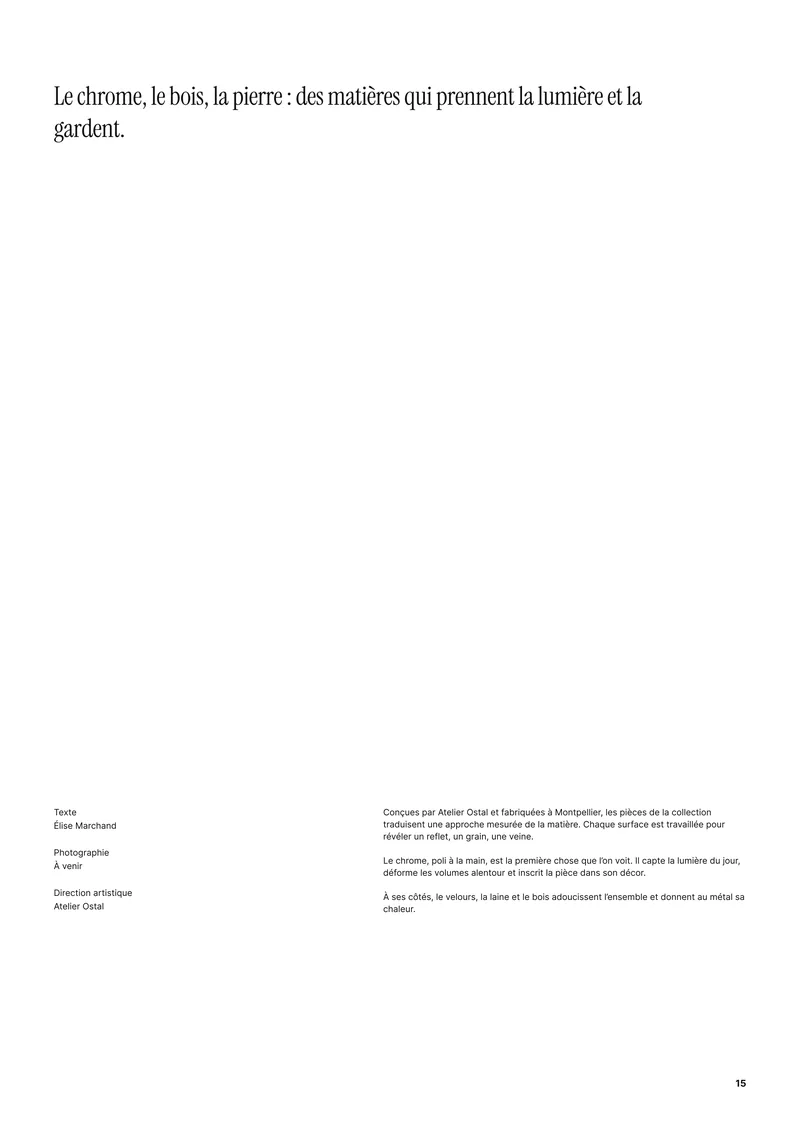 Le chrome, le bois, la pierre : des matières qui prennent la lumière et la
gardent.
Texte
Élise Marchand
Photographie
À venir
Direction artistique
Atelier Ostal
Conçues par Atelier Ostal et fabriquées à Montpellier, les pièces de la collection
traduisent une approche mesurée de la matière. Chaque surface est travaillée pour
révéler un reflet, un grain, une veine.
Le chrome, poli à la main, est la première chose que l’on voit. Il capte la lumière du jour,
déforme les volumes alentour et inscrit la pièce dans son décor.
À ses côtés, le velours, la laine et le bois adoucissent l’ensemble et donnent au métal sa
chaleur.
15